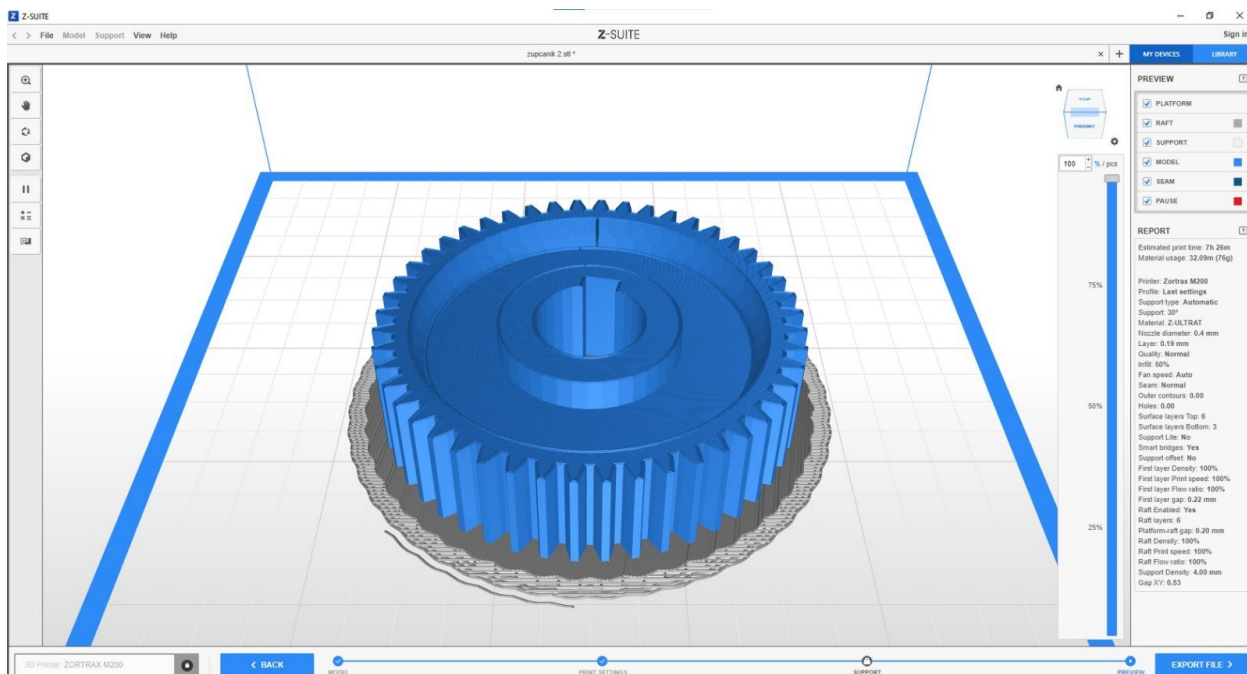 Z Z-SUITE
File Model Support View Help
Z-SUITE
Sign in
zupcanik 2.stl *
MY DEVICES
LIBRARY
PREVIEW
PLATFORM
RAFT
SUPPORT
MODEL
SEAM
PAUSE
TOP
FRONT
100 % / pcs
75%
50%
25%
REPORT
Estimated print time: 7h 26m
Material usage: 32.09m (76g)
Printer: Zortrax M200
Profile: Last settings
Support type: Automatic
Support: 30°
Material: Z-ULTRAT
Nozzle diameter: 0.4 mm
Layer: 0.19 mm
Quality: Normal
Infill: 50%
Fan speed: Auto
Seam: Normal
Outer contours: 0.00
Holes: 0.00
Surface layers Top: 6
Surface layers Bottom: 3
Support Lite: No
Smart bridges: Yes
Support offset: No
First layer Density: 100%
First layer Print speed: 100%
First layer Flow ratio: 100%
First layer gap: 0.22 mm
Raft Enabled: Yes
Raft layers: 6
Platform-raft gap: 0.20 mm
Raft Density: 100%
Raft Print speed: 100%
Raft Flow ratio: 100%
Support Density: 4.00 mm
Gap XY: 0.53
3D Printer: ZORTRAX M200
BACK
MODEL
PRINT SETTINGS
SUPPORT
PREVIEW
EXPORT FILE